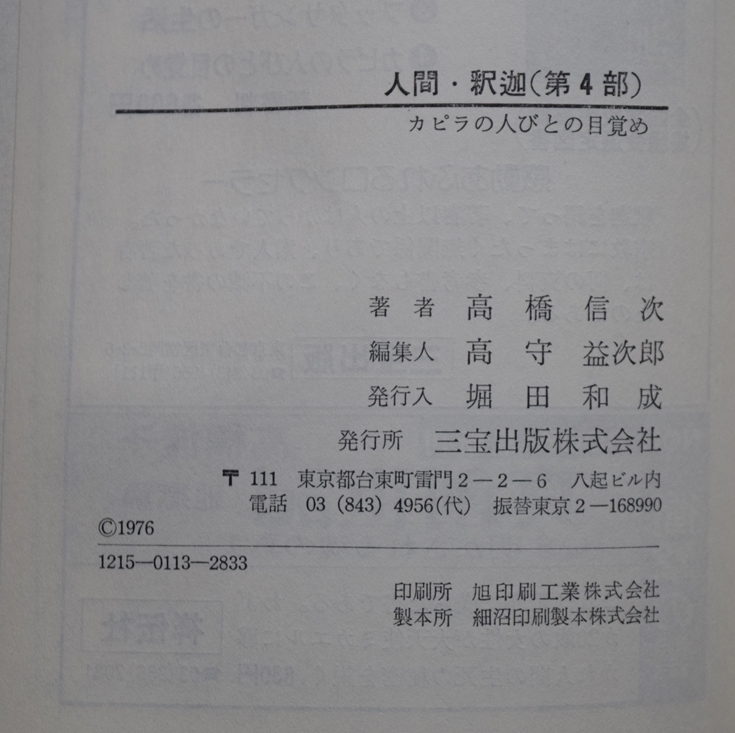 人間・釈迦(第4部)
カピラの人びとの目覚め
著者 高橋信次
編集人 高守益次郎
発行入 堀田和成
発行所 三宝出版株式会社
〒111 東京都台東町雷門2—2—6 八起ビル内
電話 03 (843) 4956(代) 振替東京2—168990
©1976
1215—0113—2833
印刷所 旭印刷工業株式会社
製本所 細沼印刷製本株式会社